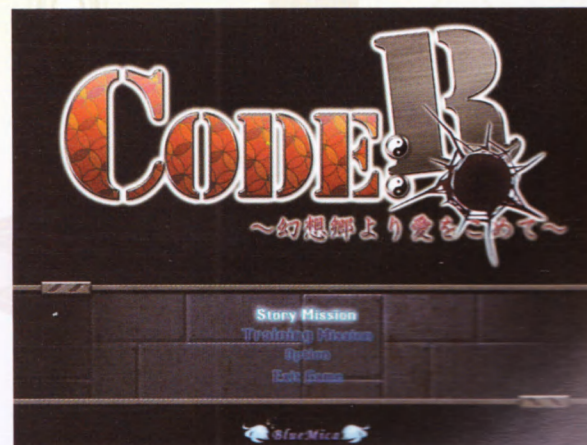 CODE:R
～幻想郷より愛をこめて～
Story Mission
Training Mission
Option
Exit Game
BlueMica